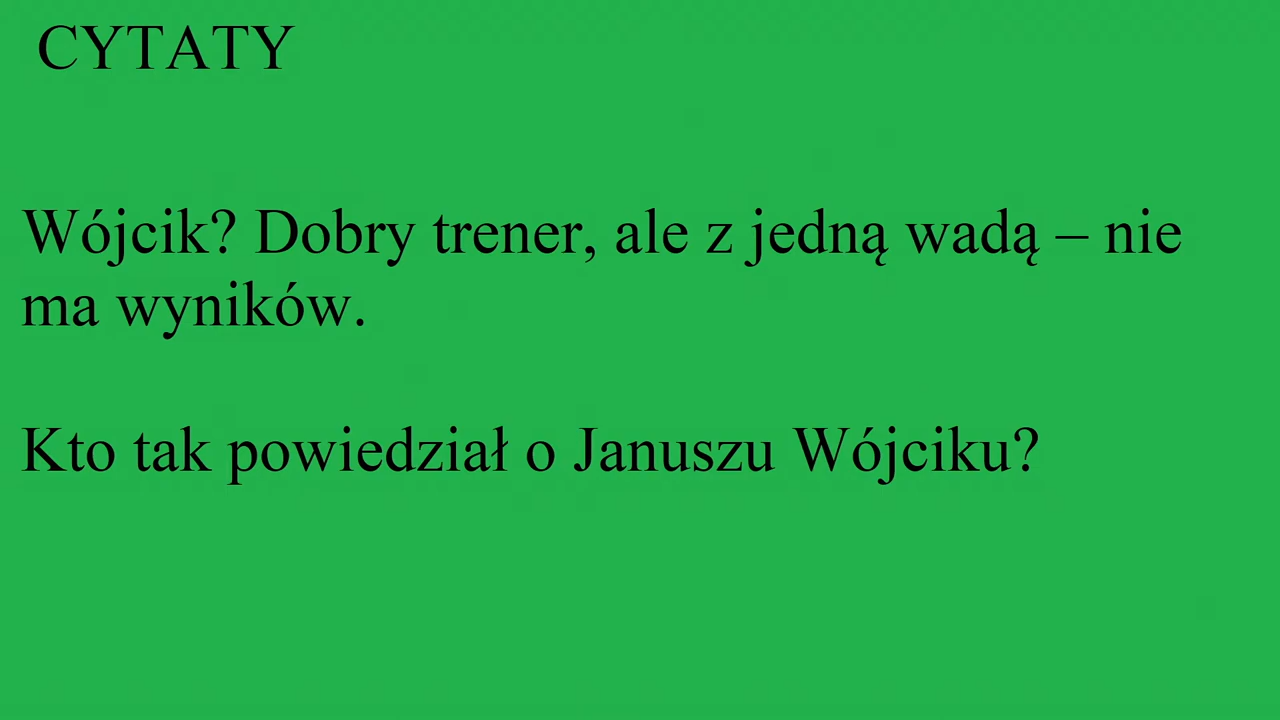 CYTATY
Wójcik? Dobry trener, ale z jedną wadą – nie
ma wyników.
Kto tak powiedział o Januszu Wójciku?